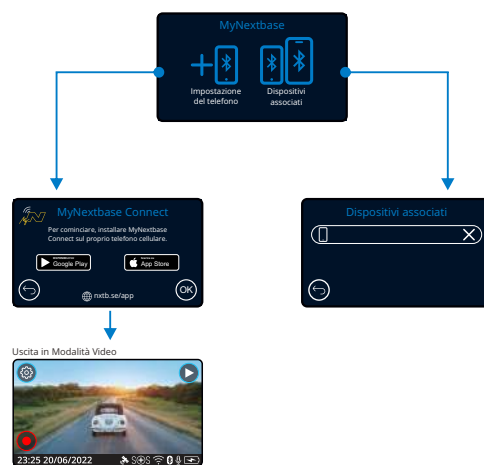 MyNextbase
Impostazione
del telefono
Dispositivi
associati
MyNextbase Connect
Per cominciare, installare MyNextbase
Connect sul proprio telefono cellulare.
Google Play
App Store
nxtb.se/app
OK
Dispositivi associati
Uscita in Modalità Video
23:25 20/06/2022
SOS